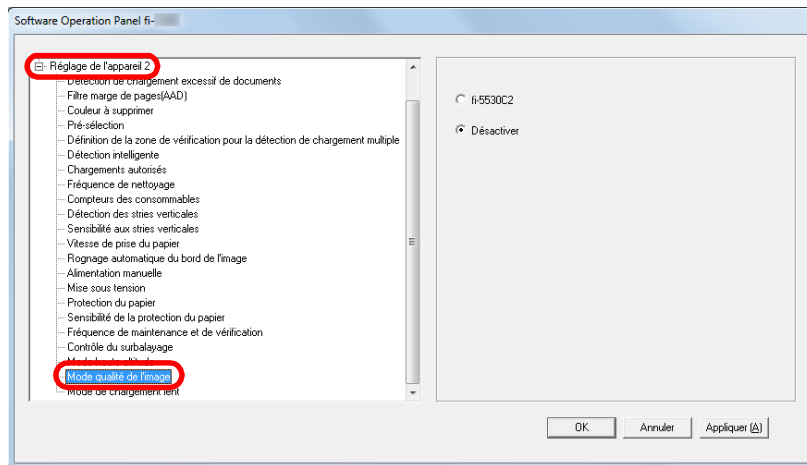 Software Operation Panel fi-
Réglage de l'appareil 2
Détection de chargement excessif de documents
Filtre marge de pages(AAD)
Couleur à supprimer
Pré-sélection
Définition de la zone de vérification pour la détection de chargement multiple
Détection intelligente
Chargements autorisés
Fréquence de nettoyage
Compteurs des consommables
Détection des stries verticales
Sensibilité aux stries verticales
Vitesse de prise du papier
Rognage automatique du bord de l'image
Alimentation manuelle
Mise sous tension
Protection du papier
Sensibilité de la protection du papier
Fréquence de maintenance et de vérification
Contrôle du surbalayage
Mode haute altitude
Mode qualité de l'image
Mode de chargement lent
fi-5530C2
Désactiver
OK
Annuler
Appliquer (A)